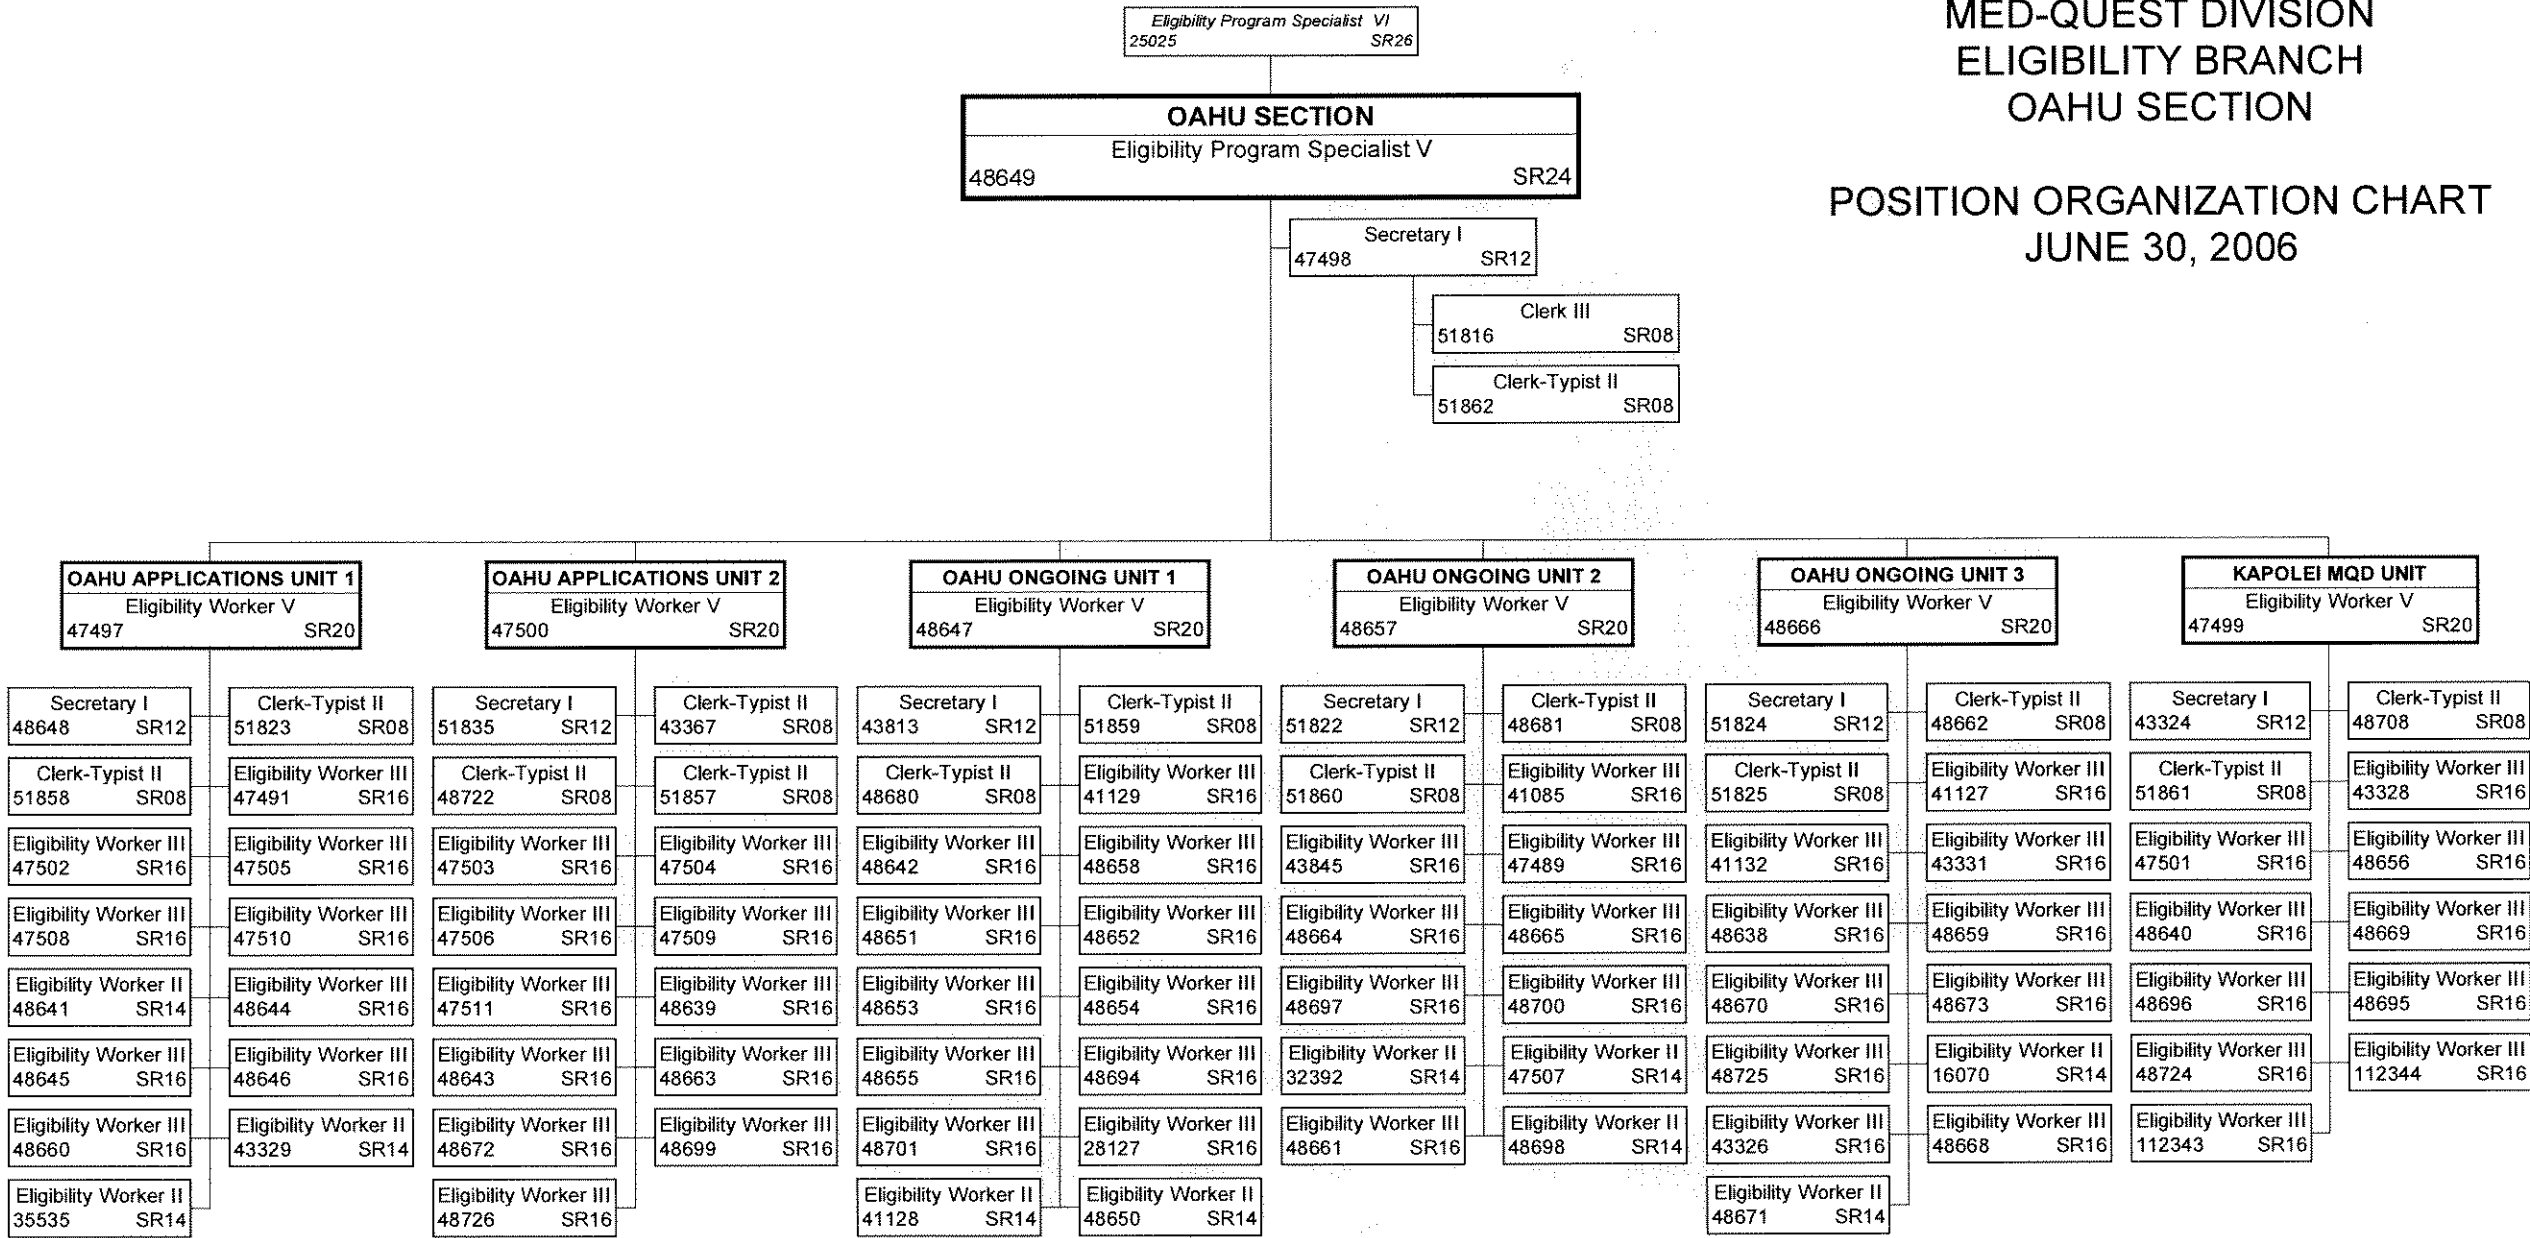 MED-QUEST DIVISION
ELIGIBILITY BRANCH
OAHU SECTION
POSITION ORGANIZATION CHART
JUNE 30, 2006
Eligibility Program Specialist VI
25025 SR26
OAHU SECTION
Eligibility Program Specialist V
48649 SR24
Secretary I
47498 SR12
Clerk III
51816 SR08
Clerk-Typist II
51862 SR08
OAHU APPLICATIONS UNIT 1
Eligibility Worker V
47497 SR20
Secretary I
48648 SR12
Clerk-Typist II
51823 SR08
Clerk-Typist II
51858 SR08
Eligibility Worker III
47491 SR16
Eligibility Worker III
47502 SR16
Eligibility Worker III
47505 SR16
Eligibility Worker III
47508 SR16
Eligibility Worker III
47510 SR16
Eligibility Worker II
48641 SR14
Eligibility Worker III
48644 SR16
Eligibility Worker III
48645 SR16
Eligibility Worker III
48646 SR16
Eligibility Worker III
48660 SR16
Eligibility Worker II
43329 SR14
Eligibility Worker II
35535 SR14
OAHU APPLICATIONS UNIT 2
Eligibility Worker V
47500 SR20
Secretary I
51835 SR12
Clerk-Typist II
43367 SR08
Clerk-Typist II
48722 SR08
Clerk-Typist II
51857 SR08
Eligibility Worker III
47503 SR16
Eligibility Worker III
47504 SR16
Eligibility Worker III
47506 SR16
Eligibility Worker III
47509 SR16
Eligibility Worker III
47511 SR16
Eligibility Worker III
48639 SR16
Eligibility Worker III
48643 SR16
Eligibility Worker III
48663 SR16
Eligibility Worker III
48672 SR16
Eligibility Worker III
48699 SR16
Eligibility Worker III
48726 SR16
OAHU ONGOING UNIT 1
Eligibility Worker V
48647 SR20
Secretary I
43813 SR12
Clerk-Typist II
51859 SR08
Clerk-Typist II
48680 SR08
Eligibility Worker III
41129 SR16
Eligibility Worker III
48642 SR16
Eligibility Worker III
48658 SR16
Eligibility Worker III
48651 SR16
Eligibility Worker III
48652 SR16
Eligibility Worker III
48653 SR16
Eligibility Worker III
48654 SR16
Eligibility Worker III
48655 SR16
Eligibility Worker III
48694 SR16
Eligibility Worker III
48701 SR16
Eligibility Worker III
28127 SR16
Eligibility Worker II
41128 SR14
Eligibility Worker II
48650 SR14
OAHU ONGOING UNIT 2
Eligibility Worker V
48657 SR20
Secretary I
51822 SR12
Clerk-Typist II
48681 SR08
Clerk-Typist II
51860 SR08
Eligibility Worker III
41085 SR16
Eligibility Worker III
43845 SR16
Eligibility Worker III
47489 SR16
Eligibility Worker III
48664 SR16
Eligibility Worker III
48665 SR16
Eligibility Worker III
48697 SR16
Eligibility Worker III
48700 SR16
Eligibility Worker II
32392 SR14
Eligibility Worker II
47507 SR14
Eligibility Worker III
48661 SR16
Eligibility Worker II
48698 SR14
OAHU ONGOING UNIT 3
Eligibility Worker V
48666 SR20
Secretary I
51824 SR12
Clerk-Typist II
48662 SR08
Clerk-Typist II
51825 SR08
Eligibility Worker III
41127 SR16
Eligibility Worker III
41132 SR16
Eligibility Worker III
43331 SR16
Eligibility Worker III
48638 SR16
Eligibility Worker III
48659 SR16
Eligibility Worker III
48670 SR16
Eligibility Worker III
48673 SR16
Eligibility Worker III
48725 SR16
Eligibility Worker II
16070 SR14
Eligibility Worker III
43326 SR16
Eligibility Worker III
48668 SR16
Eligibility Worker II
48671 SR14
KAPOLEI MQD UNIT
Eligibility Worker V
47499 SR20
Secretary I
43324 SR12
Clerk-Typist II
48708 SR08
Clerk-Typist II
51861 SR08
Eligibility Worker III
43328 SR16
Eligibility Worker III
47501 SR16
Eligibility Worker III
48656 SR16
Eligibility Worker III
48640 SR16
Eligibility Worker III
48669 SR16
Eligibility Worker III
48696 SR16
Eligibility Worker III
48695 SR16
Eligibility Worker III
48724 SR16
Eligibility Worker III
112344 SR16
Eligibility Worker III
112343 SR16